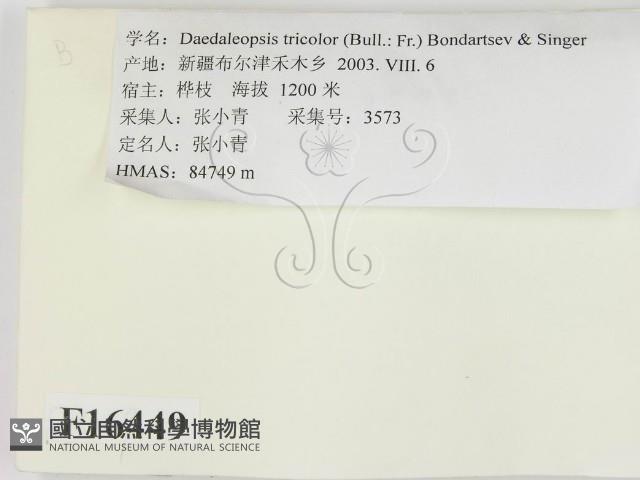 B
学名：Daedaleopsis tricolor (Bull.: Fr.) Bondartsev & Singer
产地：新疆布尔津禾木乡 2003. VIII. 6
宿主：桦枝 海拔 1200 米
采集人：张小青 采集号：3573
定名人：张小青
HMAS：84749 m
F16449
國立自然科學博物館
NATIONAL MUSEUM OF NATURAL SCIENCE